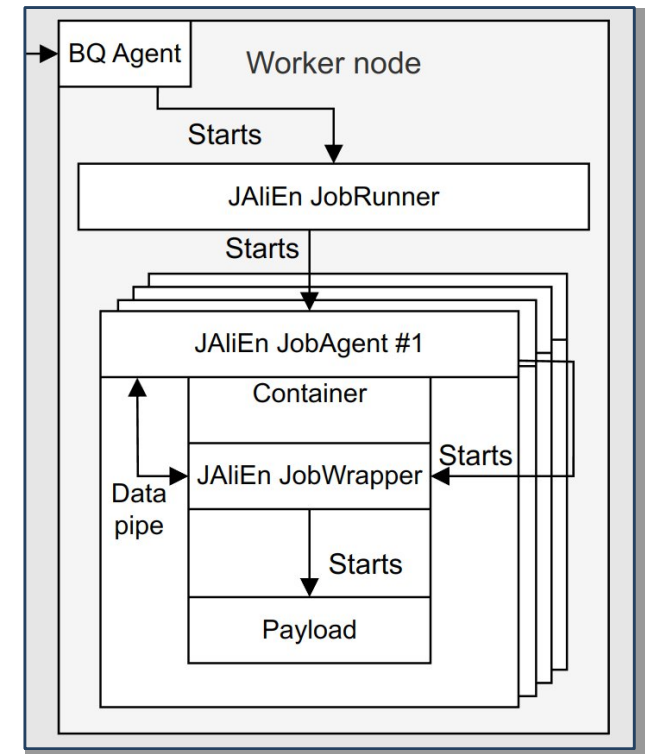 BQ Agent
Worker node
Starts
JAliEn JobRunner
Starts
JAliEn JobAgent #1
Container
JAliEn JobWrapper
Starts
Data
pipe
Starts
Payload